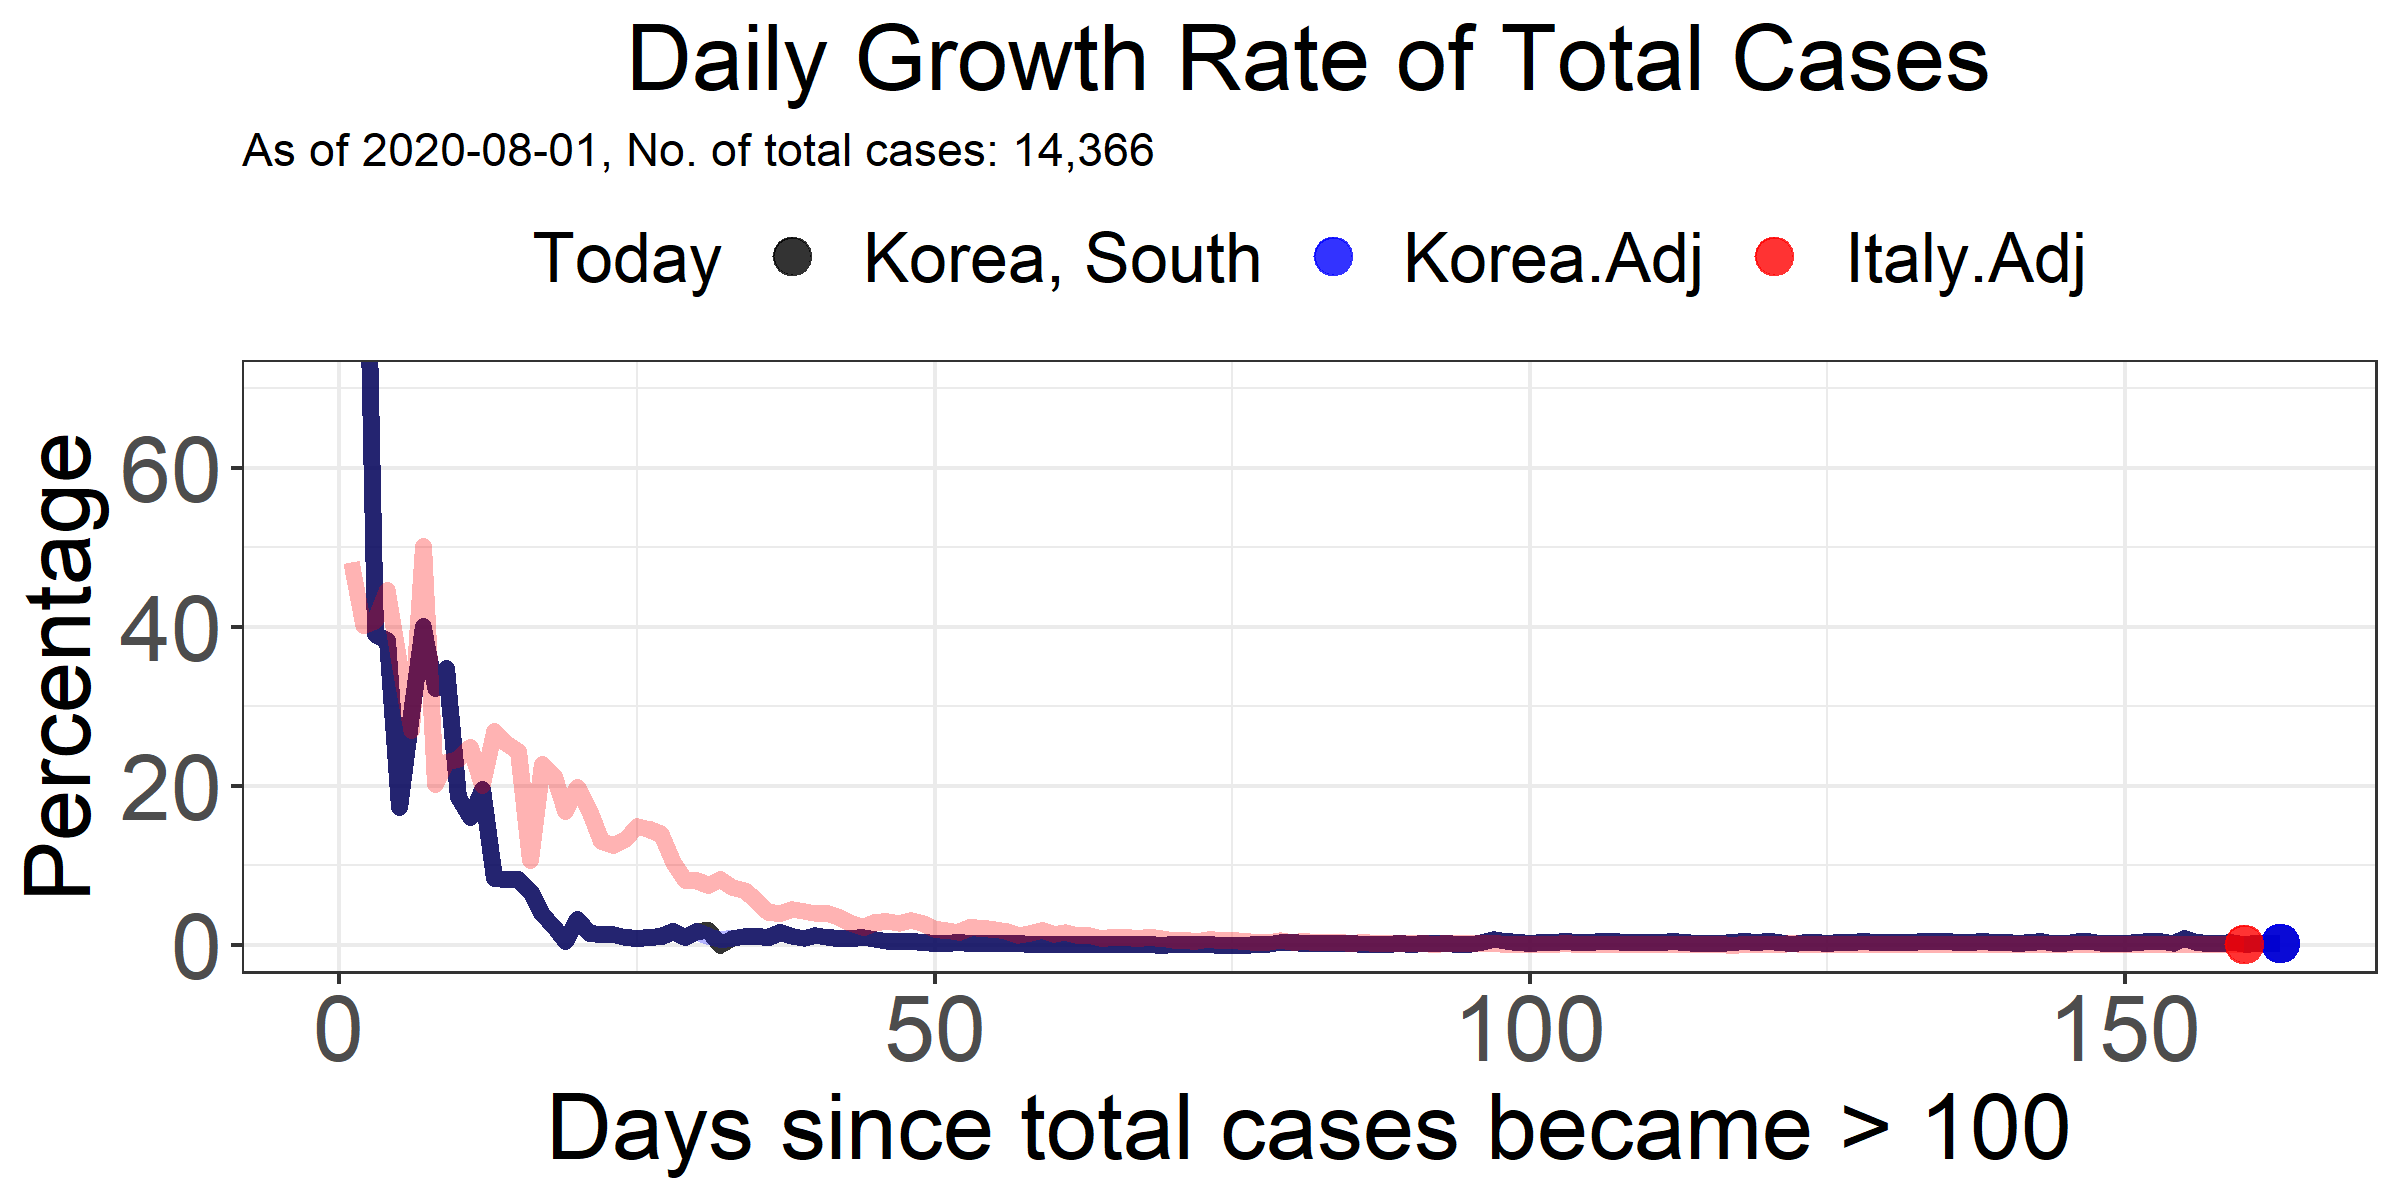 Daily Growth Rate of Total Cases
As of 2020-08-01, No. of total cases: 14,366
Today Korea, South Korea.Adj Italy.Adj
Percentage
60
40
20
0
0 50 100 150
Days since total cases became > 100